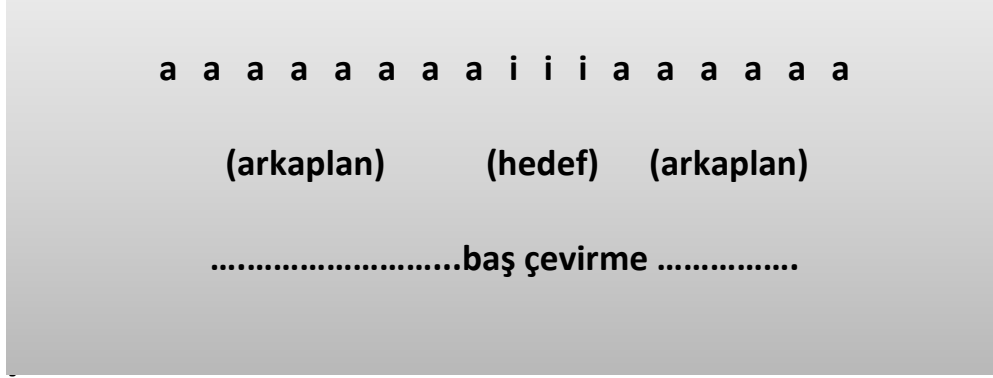 a a a a a a a a i i i a a a a a a
(arkaplan) (hedef) (arkaplan)
….……………………...baş çevirme …………….